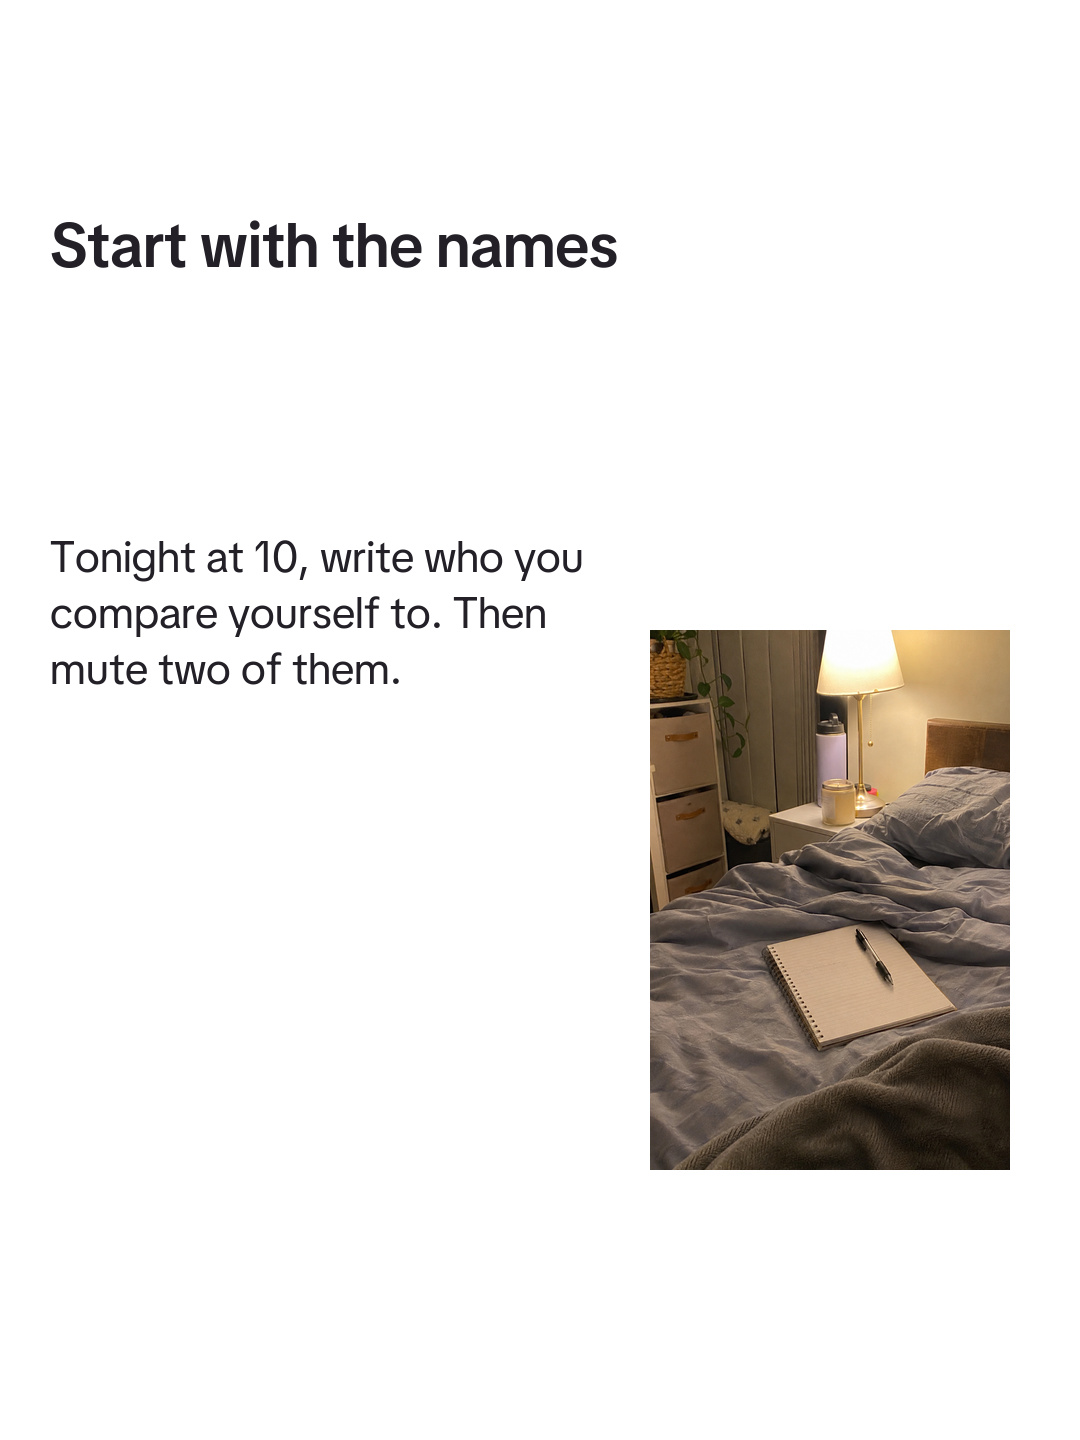 Start with the names
Tonight at 10, write who you
compare yourself to. Then
mute two of them.